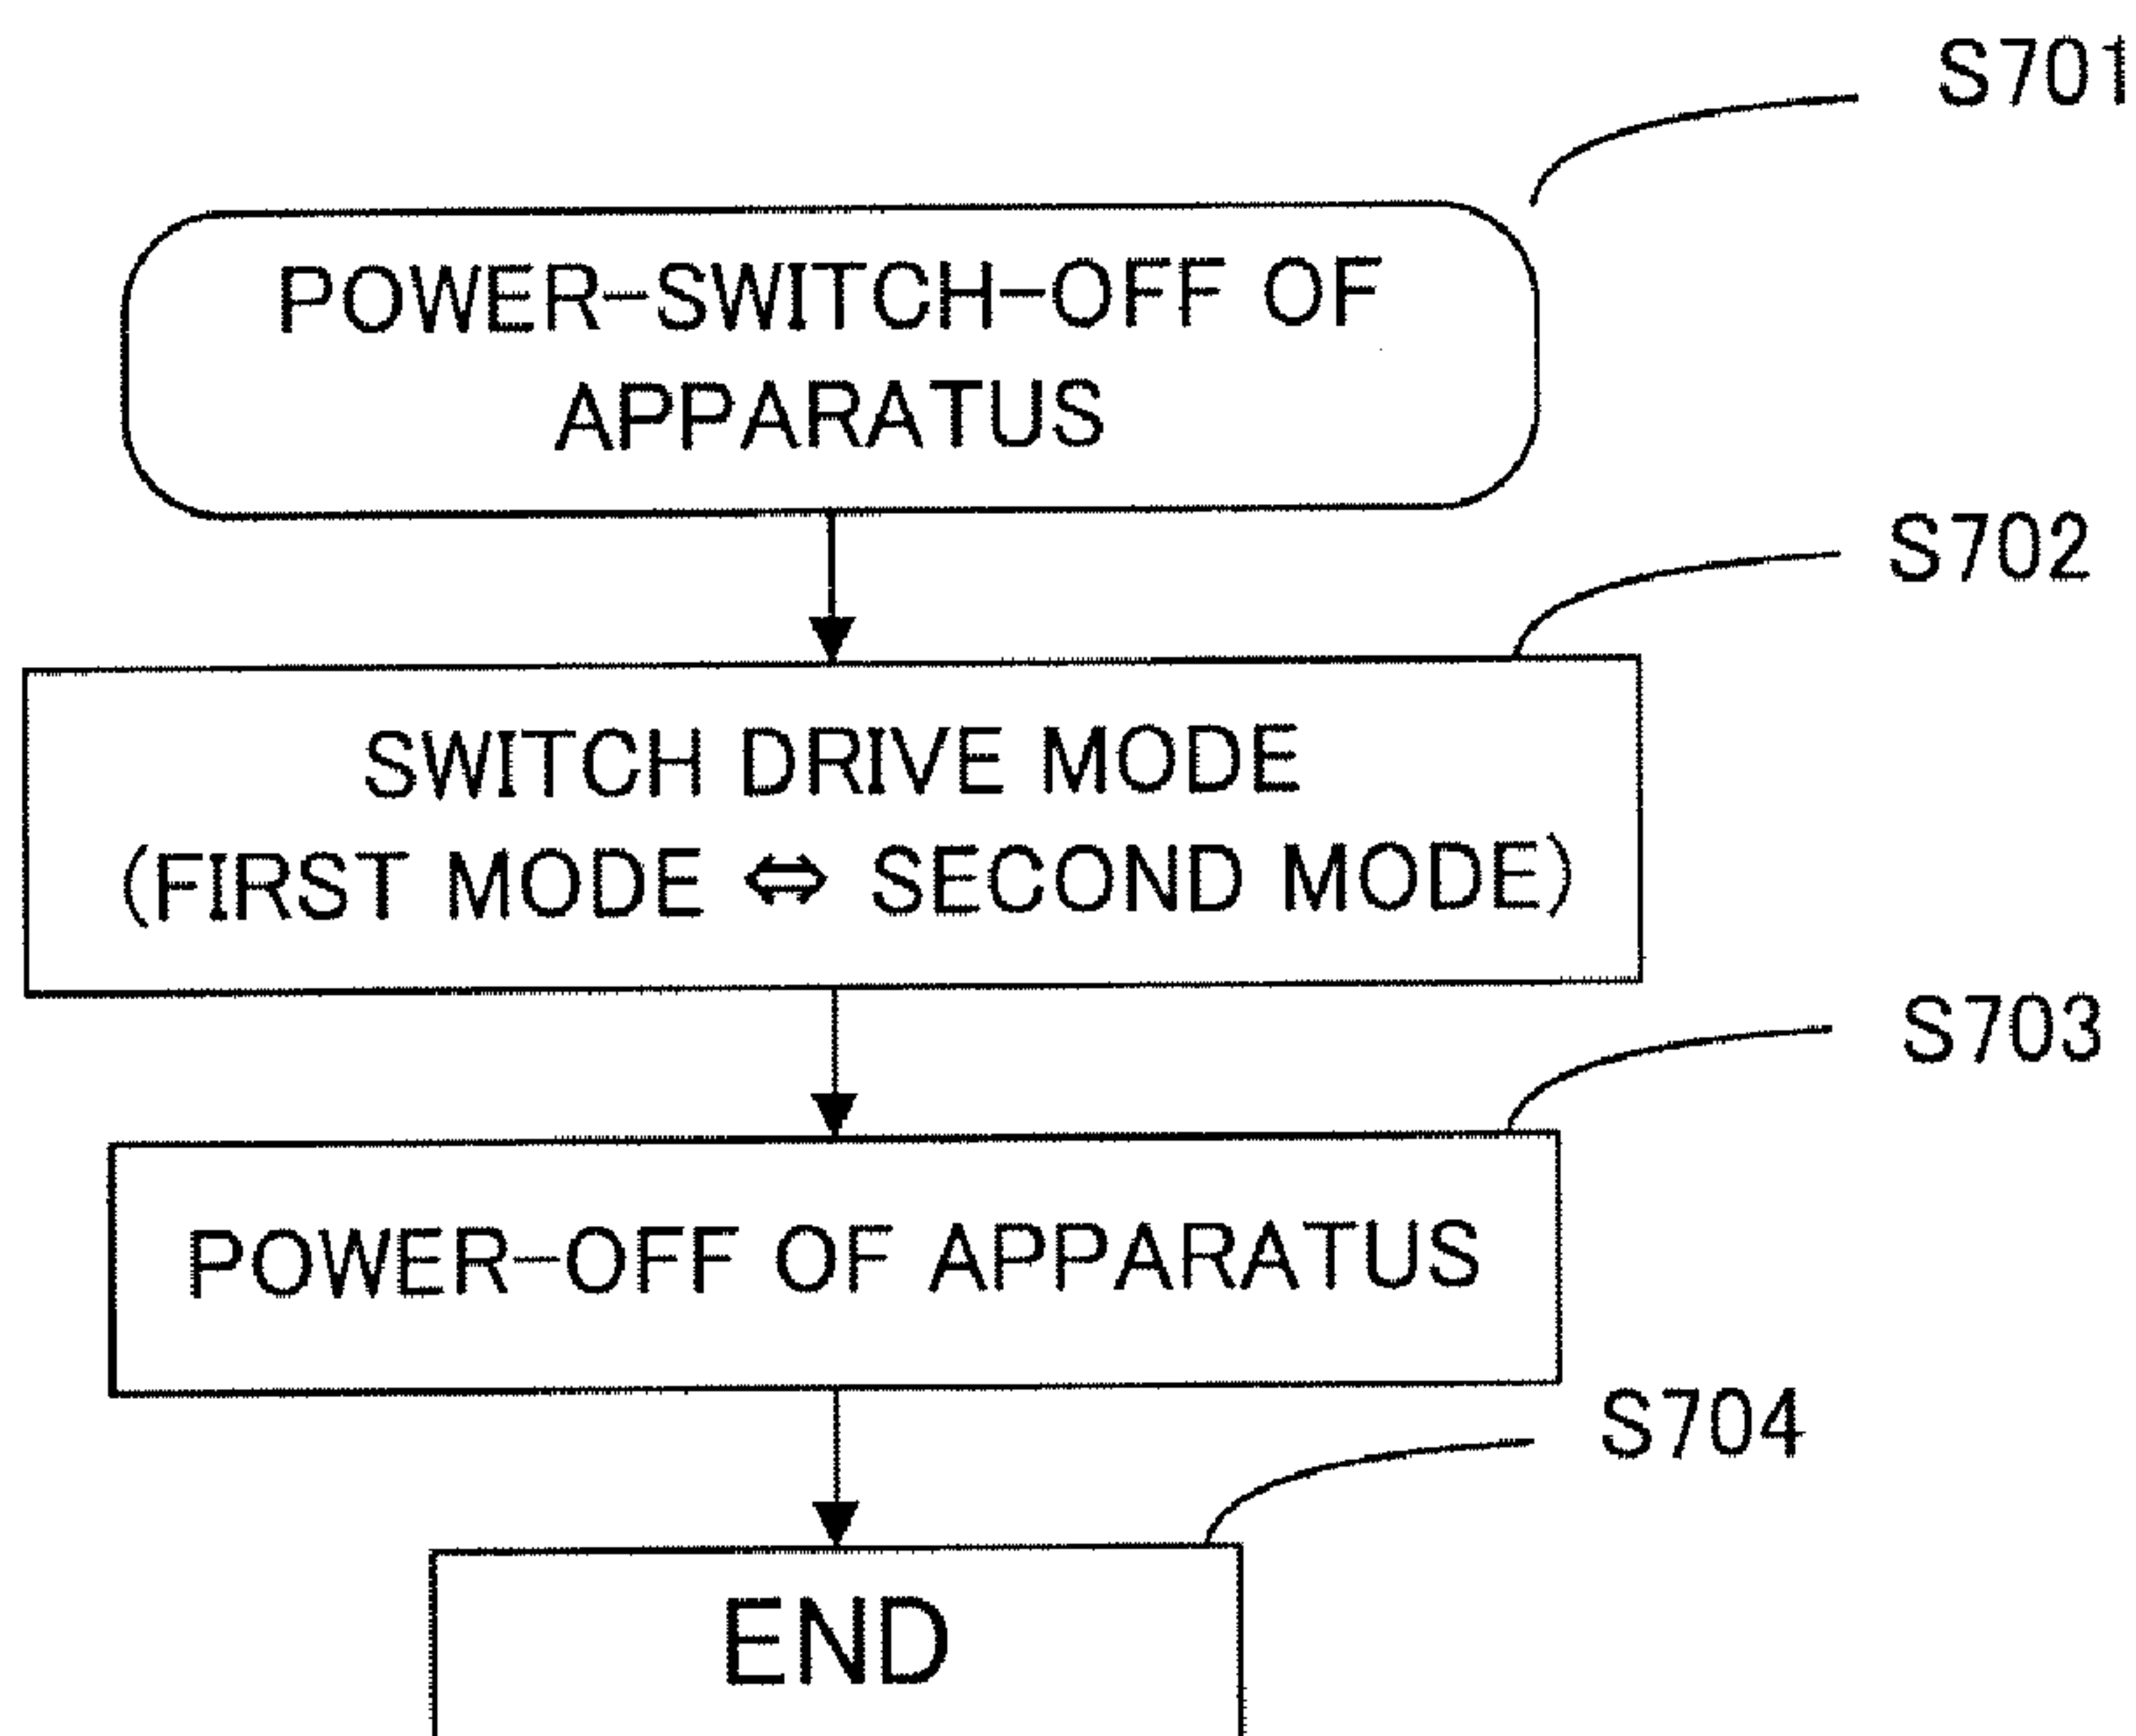 S701
POWER-SWITCH-OFF OF
APPARATUS
S702
SWITCH DRIVE MODE
(FIRST MODE ⇔ SECOND MODE)
S703
POWER-OFF OF APPARATUS
S704
END